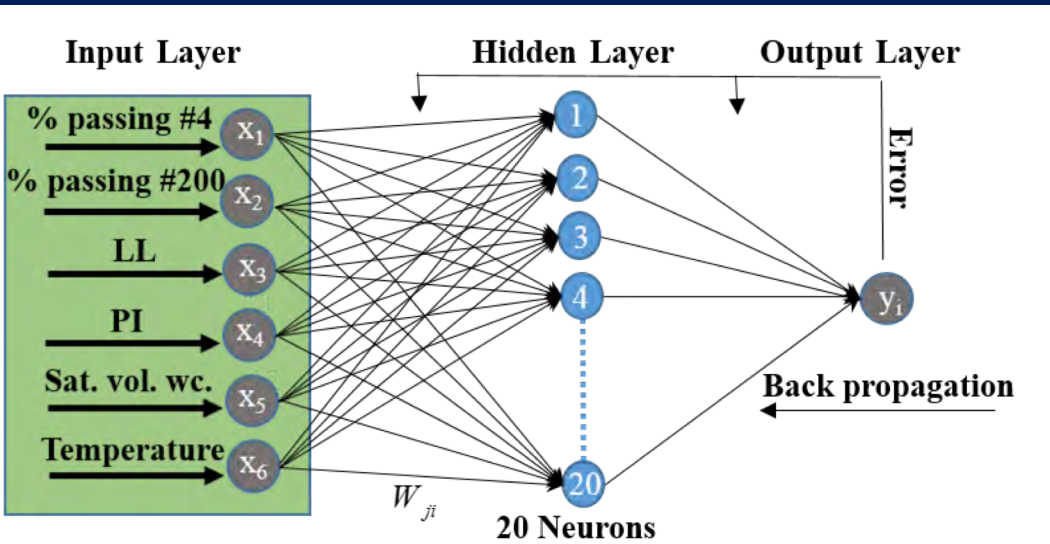 Input Layer
Hidden Layer
Output Layer
% passing #4
x1
% passing #200
x2
LL
x3
PI
x4
Sat. vol. wc.
x5
Temperature
x6
1
2
3
4
20
Wji
20 Neurons
yi
Error
Back propagation